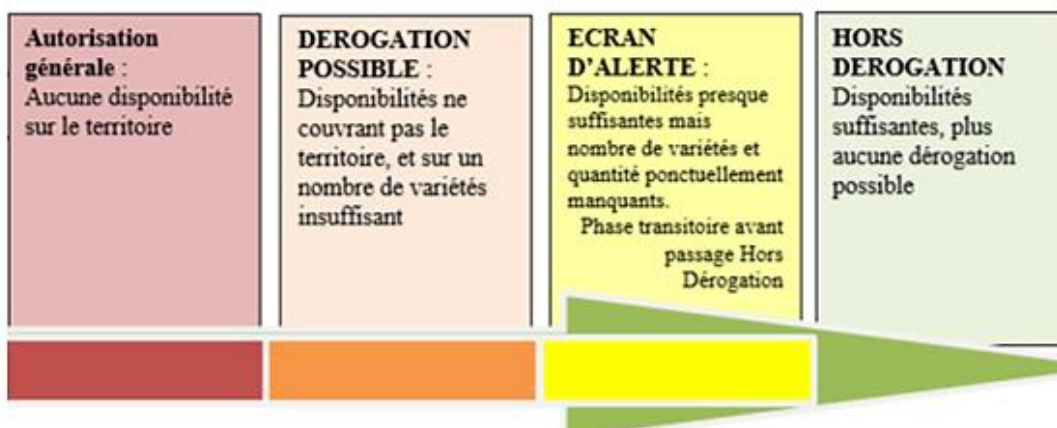 Autorisation
générale :
Aucune disponibilité
sur le territoire
DEROGATION
POSSIBLE :
Disponibilités ne
couvrant pas le
territoire, et sur un
nombre de variétés
insuffisant
ECRAN
D'ALERTE :
Disponibilités presque
suffisantes mais
nombre de variétés et
quantité ponctuellement
manquants.
Phase transitoire avant
passage Hors
Dérogation
HORS
DEROGATION
Disponibilités
suffisantes, plus
aucune dérogation
possible